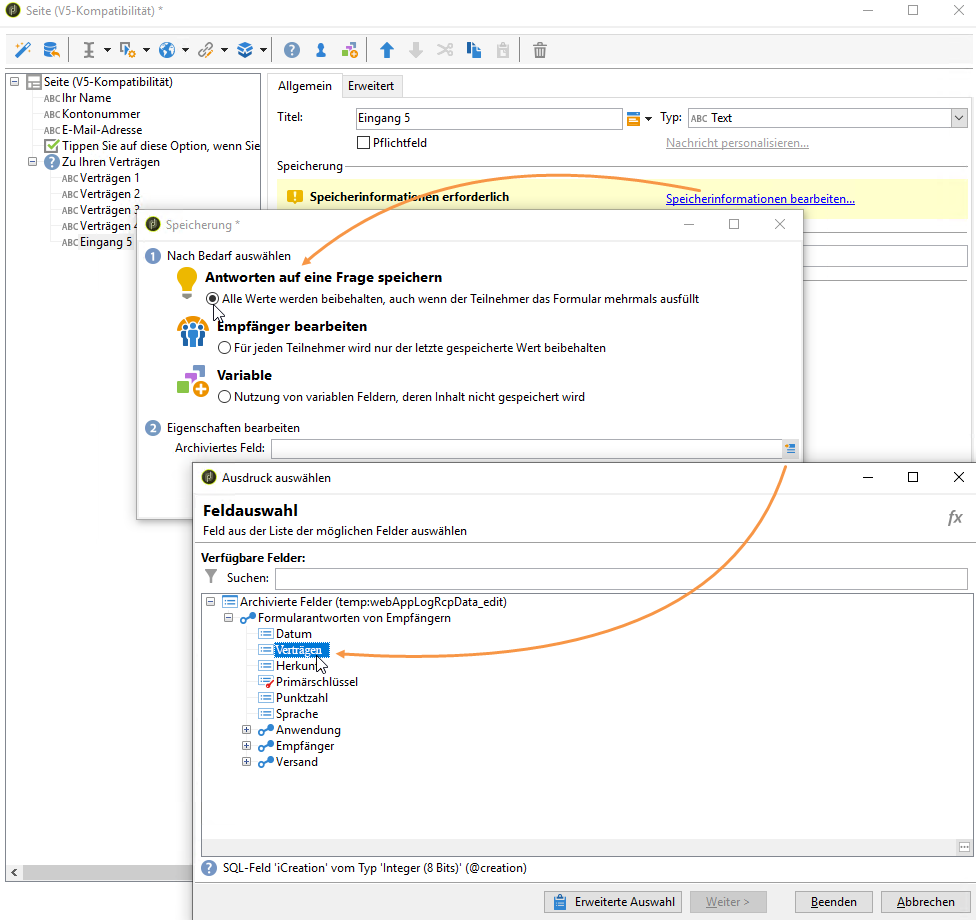 Seite (V5-Kompatibilität) *
Seite (V5-Kompatibilität)
ABC Ihr Name
ABC Kontonummer
ABC E-Mail-Adresse
Tippen Sie auf diese Option, wenn Sie
Zu Ihren Verträgen
ABC Verträgen 1
ABC Verträgen 2
ABC Verträgen 3
ABC Verträgen 4
ABC Eingang 5
Allgemein Erweitert
Titel: Eingang 5 Typ: ABC Text
Pflichtfeld Nachricht personalisieren...
Speicherung
Speicherinformationen erforderlich Speicherinformationen bearbeiten...
Speicherung *
1 Nach Bedarf auswählen
Antworten auf eine Frage speichern
Alle Werte werden beibehalten, auch wenn der Teilnehmer das Formular mehrmals ausfüllt
Empfänger bearbeiten
Für jeden Teilnehmer wird nur der letzte gespeicherte Wert beibehalten
Variable
Nutzung von variablen Feldern, deren Inhalt nicht gespeichert wird
2 Eigenschaften bearbeiten
Archiviertes Feld:
Ausdruck auswählen
Feldauswahl
Feld aus der Liste der möglichen Felder auswählen
fx
Verfügbare Felder:
Suchen:
Archivierte Felder (temp:webAppLogRcpData_edit)
Formularantworten von Empfängern
Datum
Verträgen
Herkun
Primärschlüssel
Punktzahl
Sprache
Anwendung
Empfänger
Versand
SQL-Feld 'iCreation' vom Typ 'Integer (8 Bits)' (@creation)
Erweiterte Auswahl Weiter > Beenden Abbrechen